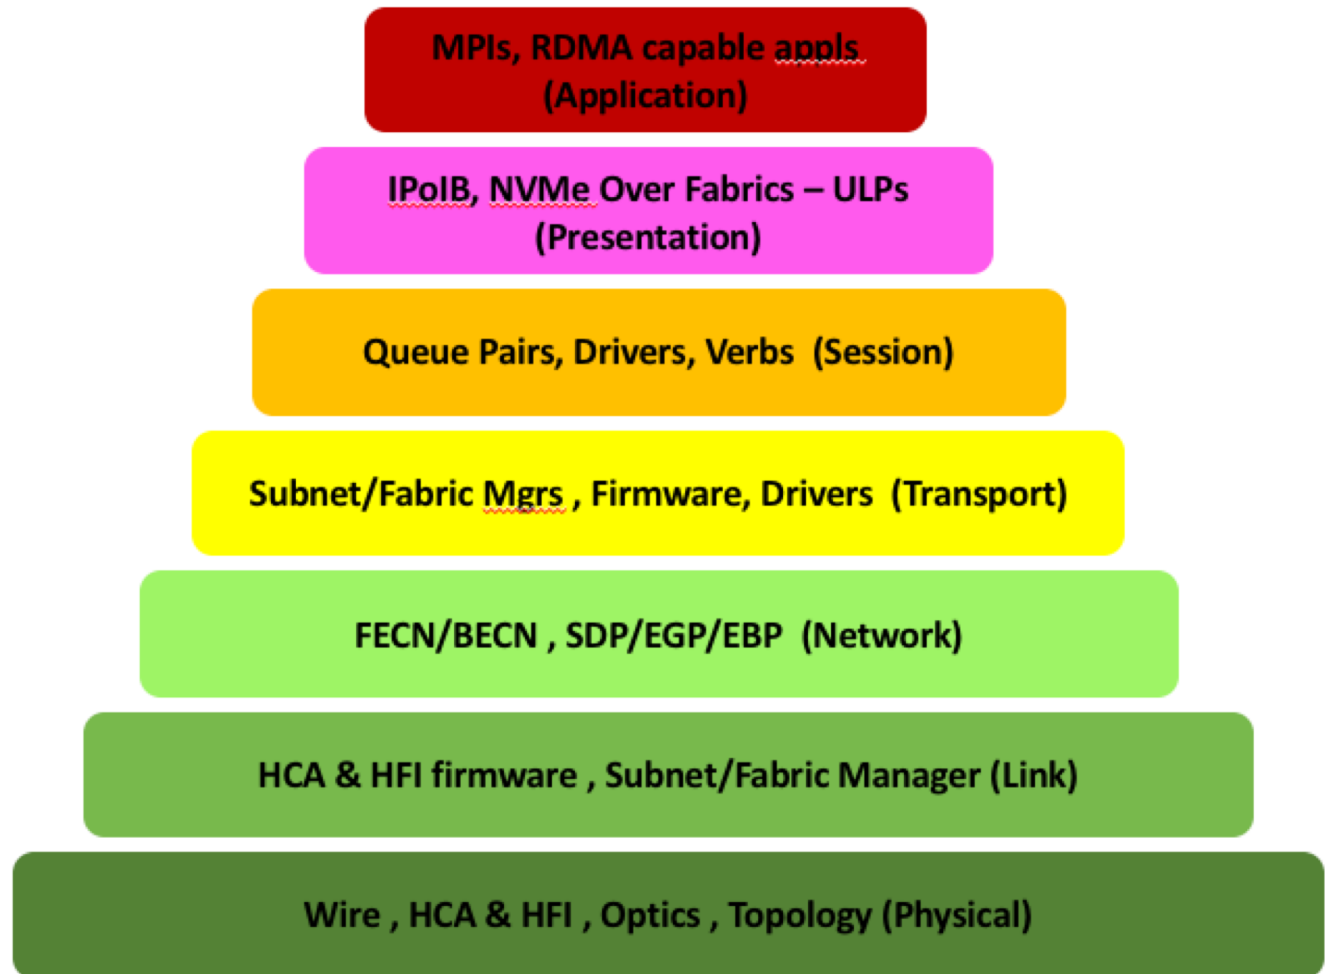 MPIs, RDMA capable appls
(Application)
IPoIB, NVMe Over Fabrics – ULPs
(Presentation)
Queue Pairs, Drivers, Verbs  (Session)
Subnet/Fabric Mgrs , Firmware, Drivers  (Transport)
FECN/BECN , SDP/EGP/EBP  (Network)
HCA & HFI firmware , Subnet/Fabric Manager (Link)
Wire , HCA & HFI , Optics , Topology (Physical)